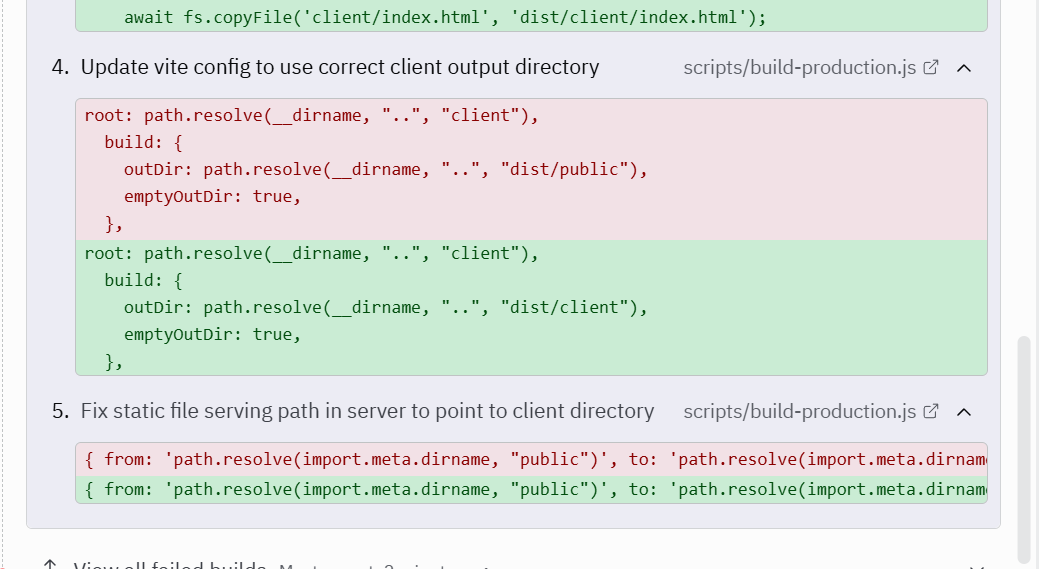 await fs.copyFile('client/index.html', 'dist/client/index.html');
4. Update vite config to use correct client output directory scripts/build-production.js
root: path.resolve(__dirname, "..", "client"),
build: {
outDir: path.resolve(__dirname, "..", "dist/public"),
emptyOutDir: true,
},
root: path.resolve(__dirname, "..", "client"),
build: {
outDir: path.resolve(__dirname, "..", "dist/client"),
emptyOutDir: true,
},
5. Fix static file serving path in server to point to client directory scripts/build-production.js
{ from: 'path.resolve(import.meta.dirname, "public")', to: 'path.resolve(import.meta.dirnam
{ from: 'path.resolve(import.meta.dirname, "public")', to: 'path.resolve(import.meta.dirnam
View all failed builds